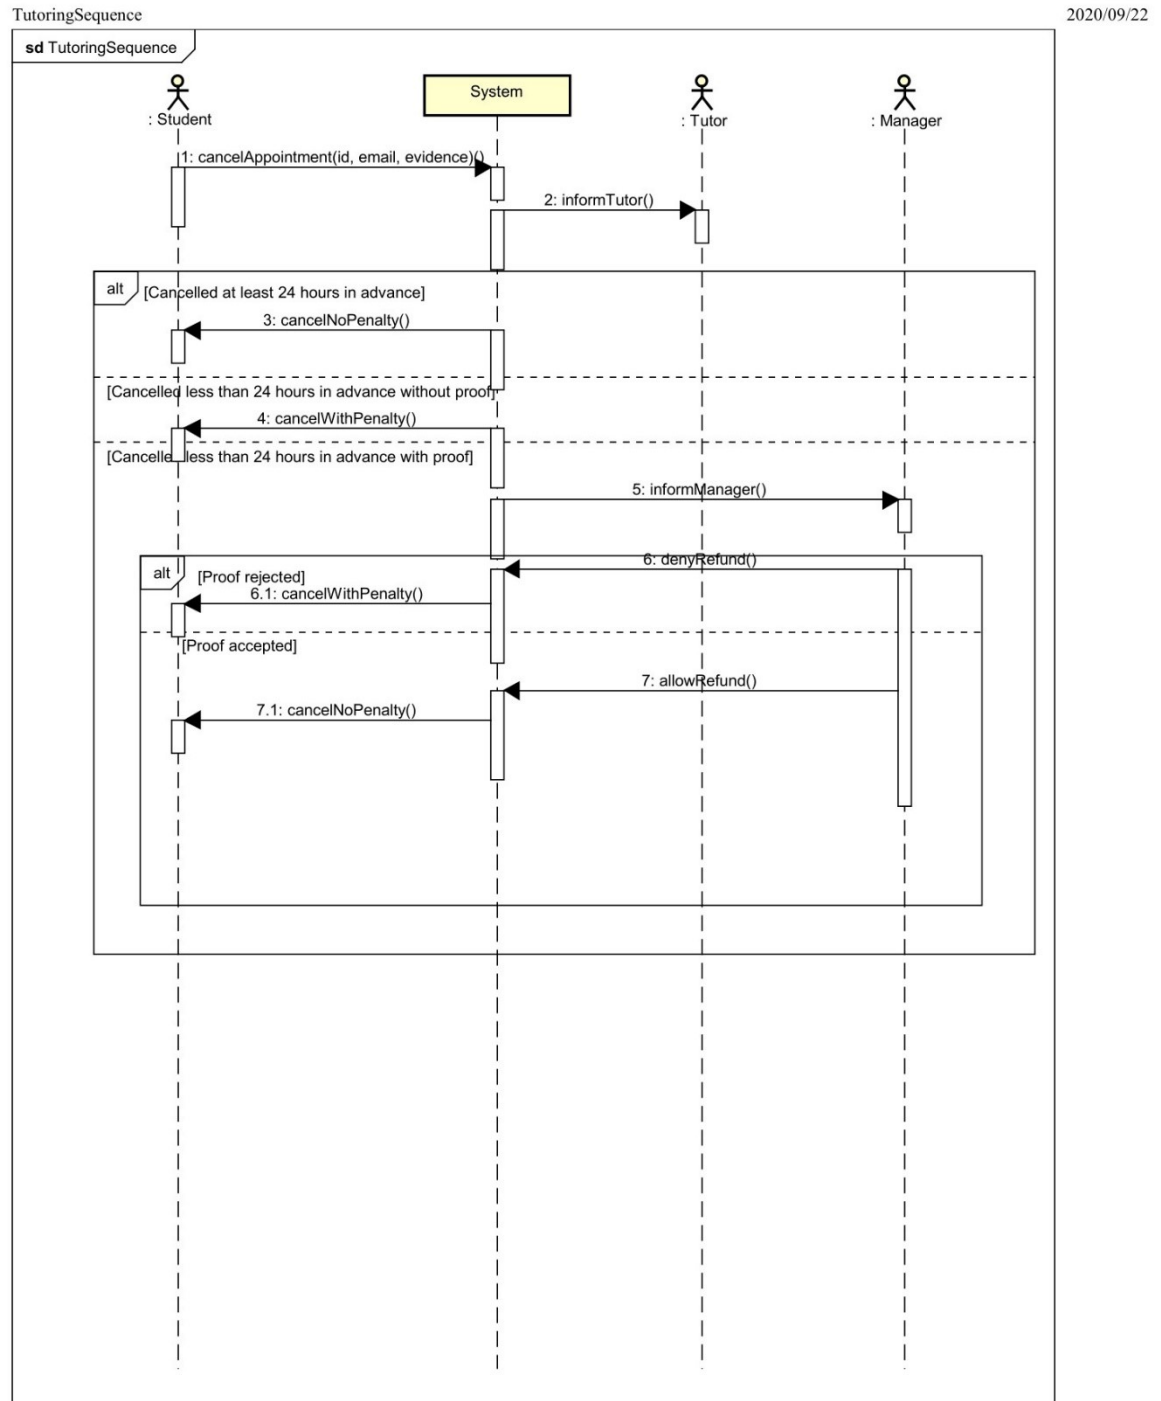 TutoringSequence 2020/09/22
sd TutoringSequence
: Student
System
: Tutor
: Manager
1: cancelAppointment(id, email, evidence)()
2: informTutor()
alt [Cancelled at least 24 hours in advance]
3: cancelNoPenalty()
[Cancelled less than 24 hours in advance without proof]
4: cancelWithPenalty()
[Cancelled less than 24 hours in advance with proof]
5: informManager()
6: denyRefund()
alt [Proof rejected]
6.1: cancelWithPenalty()
[Proof accepted]
7: allowRefund()
7.1: cancelNoPenalty()